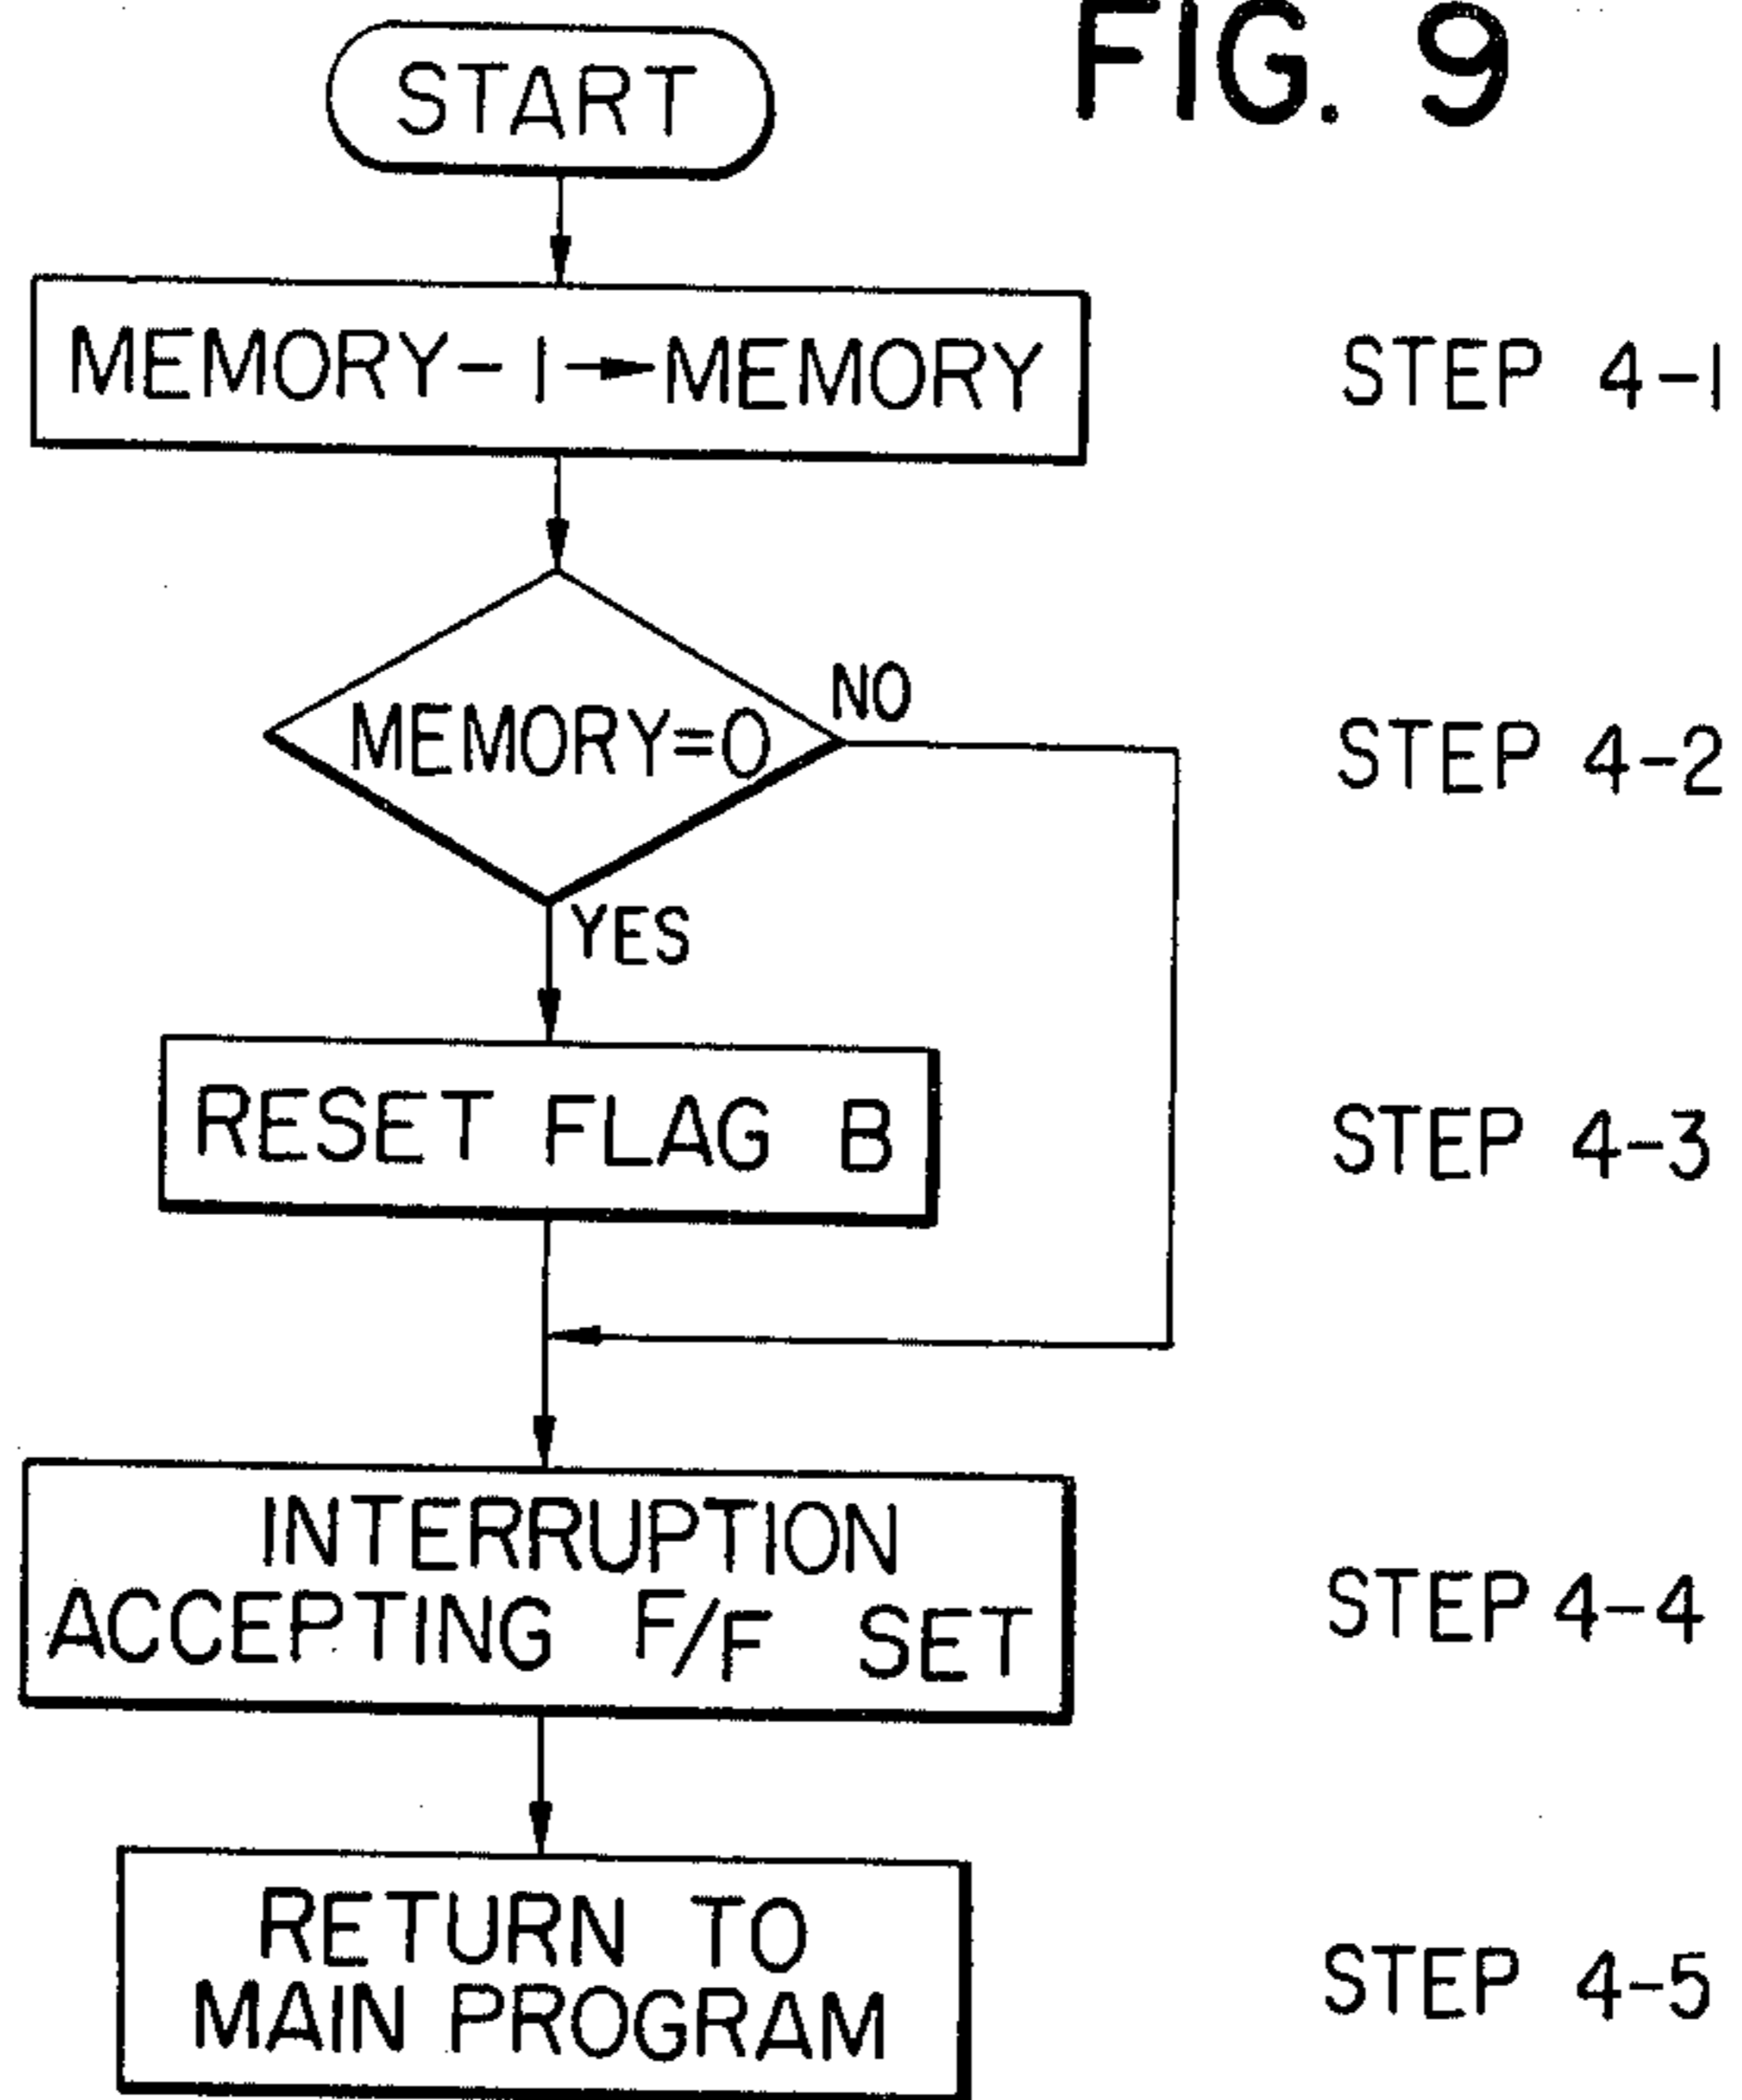 FIG. 9
START
MEMORY-1→MEMORY
STEP 4-1
MEMORY=0
NO
STEP 4-2
YES
RESET FLAG B
STEP 4-3
INTERRUPTION
ACCEPTING F/F SET
STEP 4-4
RETURN TO
MAIN PROGRAM
STEP 4-5